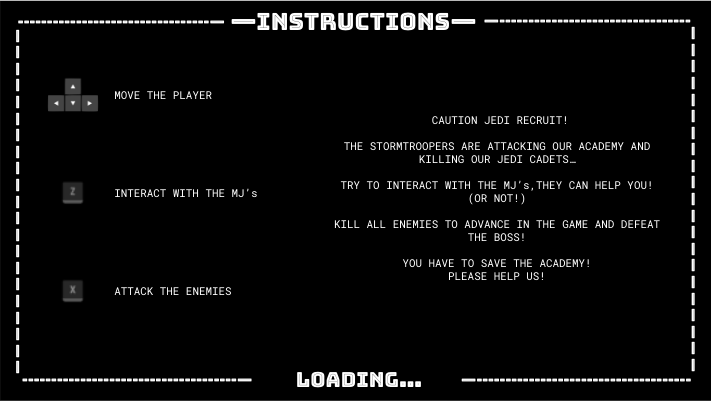 INSTRUCTIONS
MOVE THE PLAYER
Z
INTERACT WITH THE MJ's
X
ATTACK THE ENEMIES
CAUTION JEDI RECRUIT!
THE STORMTROOPERS ARE ATTACKING OUR ACADEMY AND
KILLING OUR JEDI CADETS…
TRY TO INTERACT WITH THE MJ's,THEY CAN HELP YOU!
(OR NOT!)
KILL ALL ENEMIES TO ADVANCE IN THE GAME AND DEFEAT
THE BOSS!
YOU HAVE TO SAVE THE ACADEMY!
PLEASE HELP US!
LOADING...